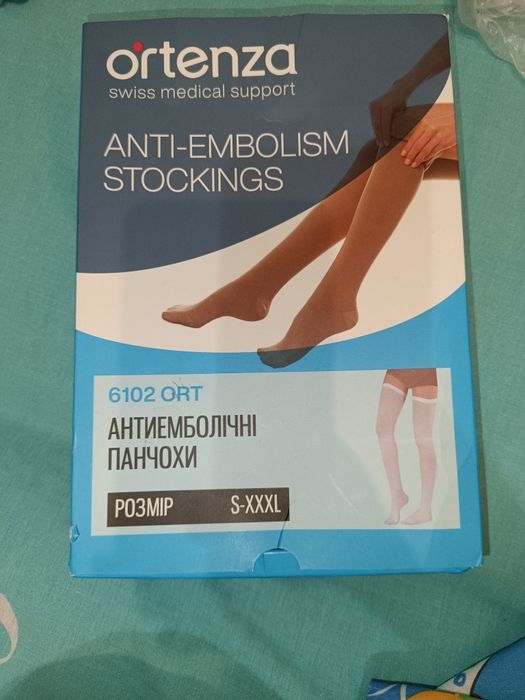 ortenza
swiss medical support
ANTI-EMBOLISM
STOCKINGS
6102 ORT
АНТИЕМБОЛІЧНІ
ПАНЧОХИ
РОЗМІР S-XXXL